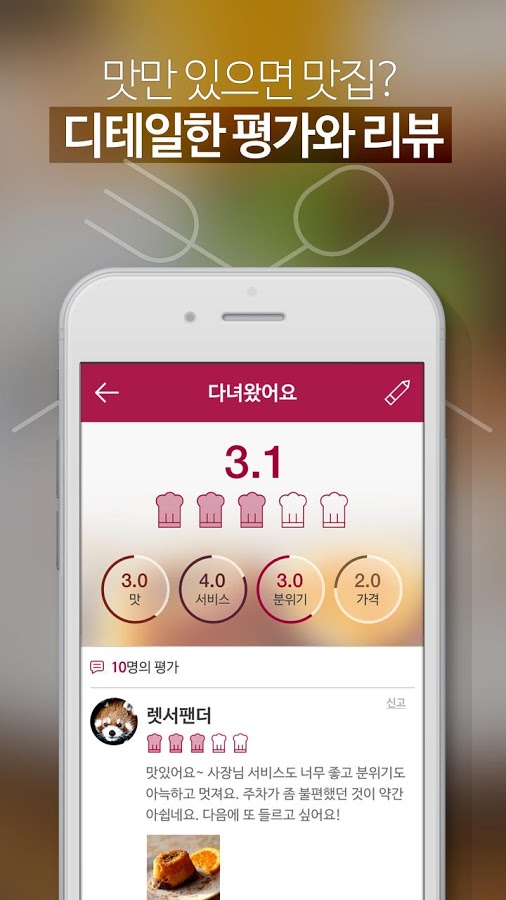 맛만 있으면 맛집?
디테일한 평가와 리뷰
다녀왔어요
3.1
3.0 4.0 3.0 2.0
맛 서비스 분위기 가격
10명의 평가
신고
렛서팬더
맛있어요~ 사장님 서비스도 너무 좋고 분위기도
아늑하고 멋져요. 주차가 좀 불편했던 것이 약간
아쉽네요. 다음에 또 들르고 싶어요!